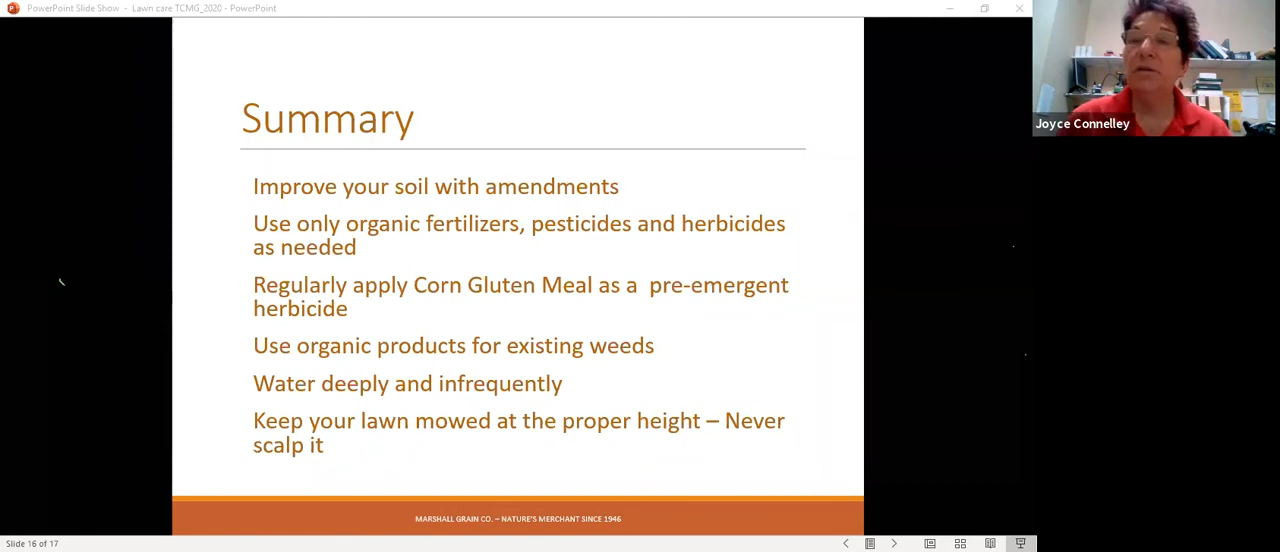 PowerPoint Slide Show - Lawn care TCMG_2020 - PowerPoint
Joyce Connelley
Summary
Improve your soil with amendments
Use only organic fertilizers, pesticides and herbicides
as needed
Regularly apply Corn Gluten Meal as a  pre-emergent
herbicide
Use organic products for existing weeds
Water deeply and infrequently
Keep your lawn mowed at the proper height – Never
scalp it
MARSHALL GRAIN CO. – NATURE'S MERCHANT SINCE 1946
Slide 16 of 17